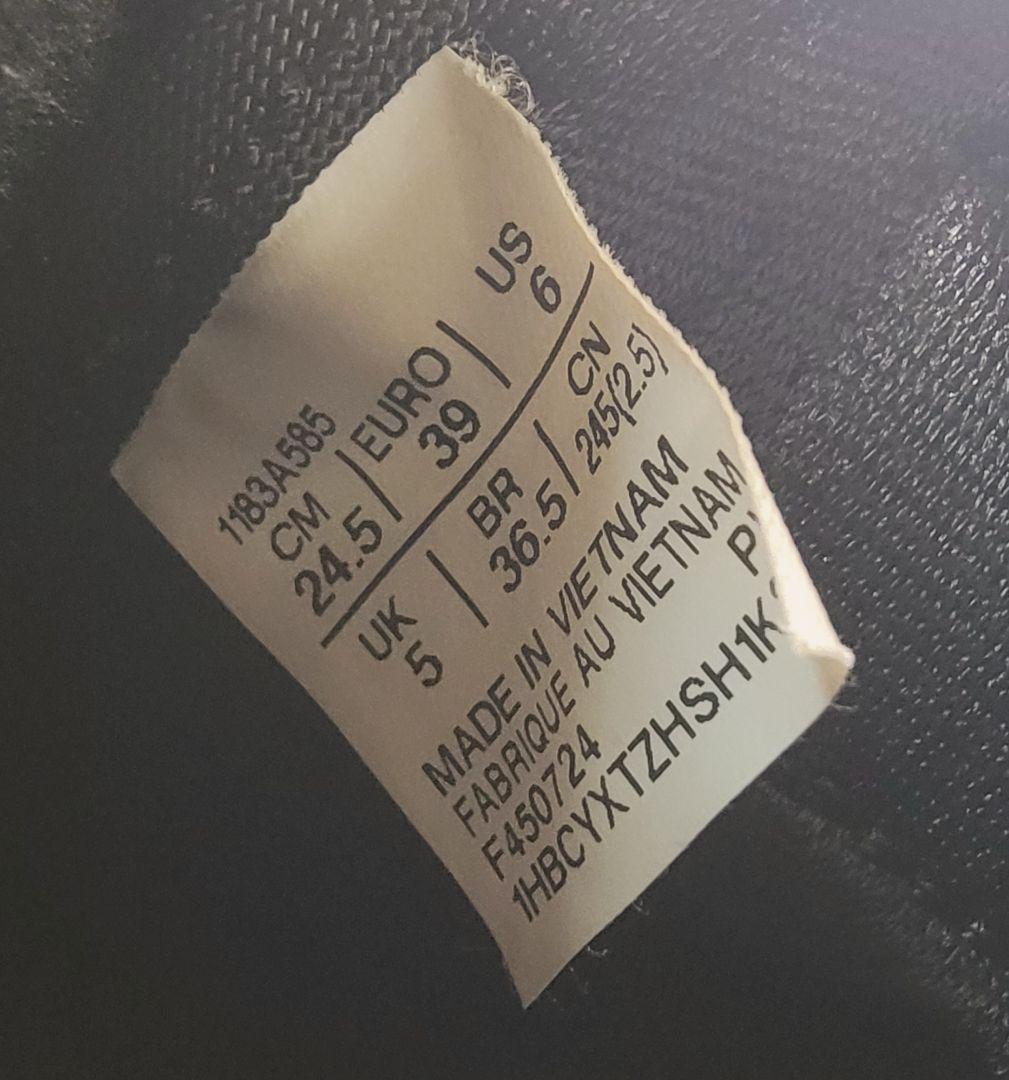 1183A585
CM | EURO | US
24.5 | 39 | 6
UK | BR | CN
5 | 36.5 | 245(2.5)
MADE IN VIETNAM
FABRIQUE AU VIETNAM
F450724 P
1HBCYXTZHSH1K